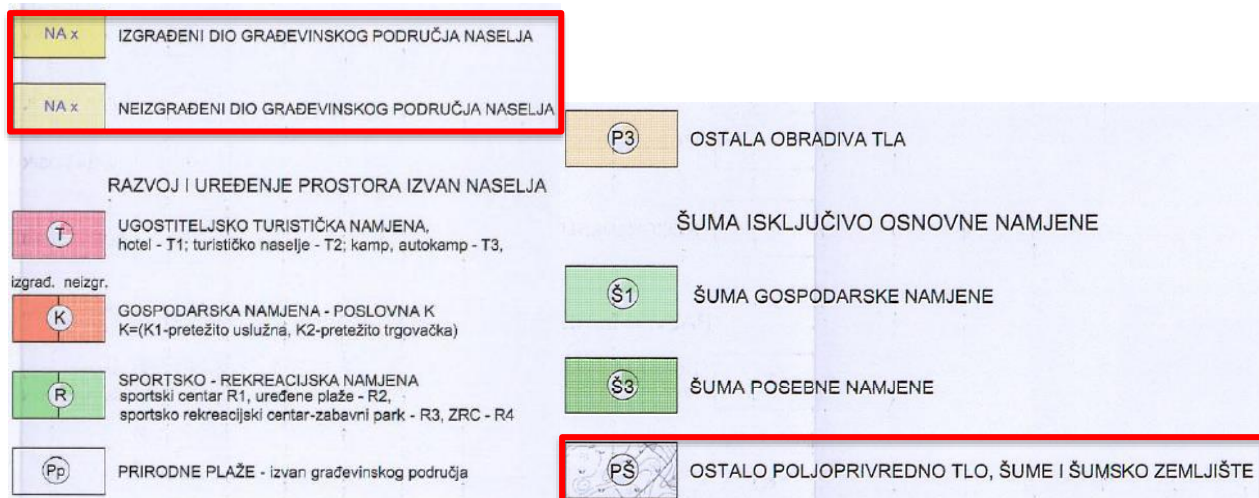 NA x IZGRAĐENI DIO GRAĐEVINSKOG PODRUČJA NASELJA
NA x NEIZGRAĐENI DIO GRAĐEVINSKOG PODRUČJA NASELJA
RAZVOJ I UREĐENJE PROSTORA IZVAN NASELJA
T UGOSTITELJSKO TURISTIČKA NAMJENA,
hotel - T1; turističko naselje - T2; kamp, autokamp - T3,
izgrađ. neizgr.
K GOSPODARSKA NAMJENA - POSLOVNA K
K=(K1-pretežito uslužna, K2-pretežito trgovačka)
R SPORTSKO - REKREACIJSKA NAMJENA
sportski centar R1, uređene plaže - R2,
sportsko rekreacijski centar-zabavni park - R3, ZRC - R4
Pp PRIRODNE PLAŽE - izvan građevinskog područja
P3 OSTALA OBRADIVA TLA
ŠUMA ISKLJUČIVO OSNOVNE NAMJENE
Š1 ŠUMA GOSPODARSKE NAMJENE
Š3 ŠUMA POSEBNE NAMJENE
PŠ OSTALO POLJOPRIVREDNO TLO, ŠUME I ŠUMSKO ZEMLJIŠTE